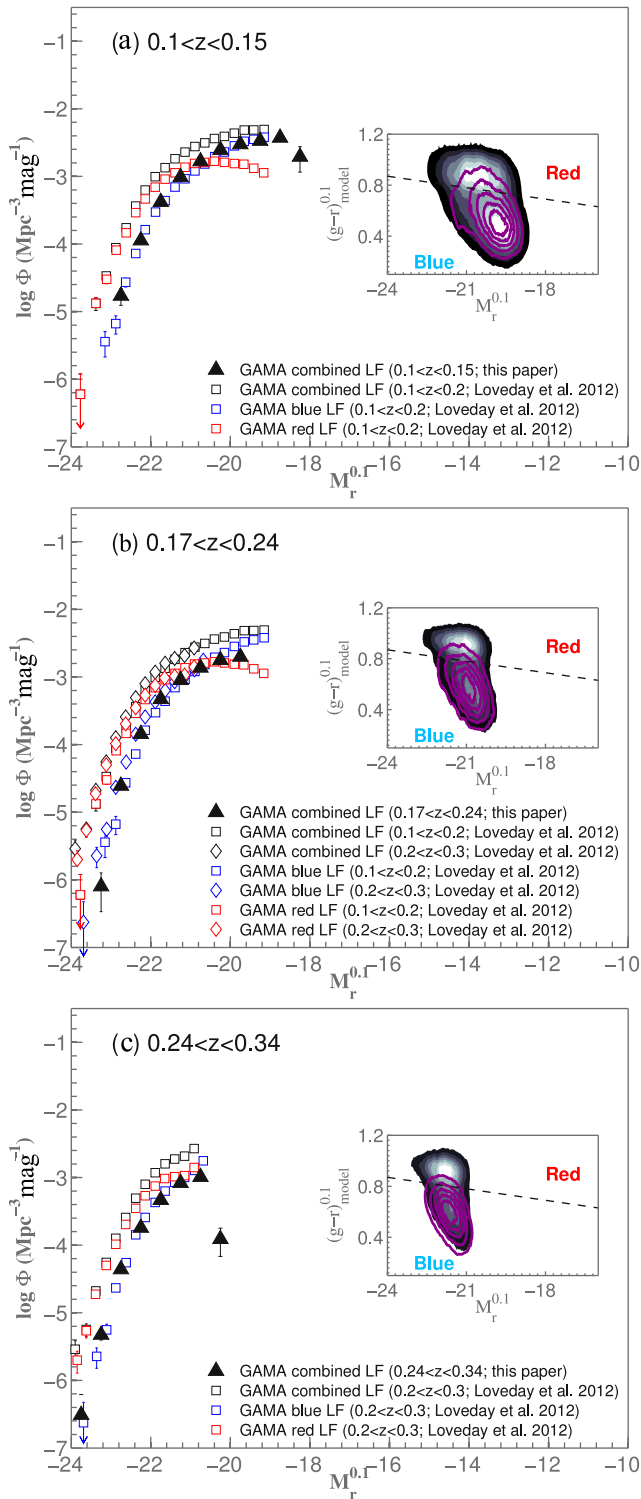 (a) 0.1<z<0.15
log Φ (Mpc⁻³mag⁻¹)
−1
−2
−3
−4
−5
−6
−7
(g−r)^0.1_model
1.2
0.8
0.4
Red
Blue
−24 −21 −18
M_r^0.1
GAMA combined LF (0.1<z<0.15; this paper)
GAMA combined LF (0.1<z<0.2; Loveday et al. 2012)
GAMA blue LF (0.1<z<0.2; Loveday et al. 2012)
GAMA red LF (0.1<z<0.2; Loveday et al. 2012)
−24 −22 −20 −18 −16 −14 −12 −10
M_r^0.1
(b) 0.17<z<0.24
log Φ (Mpc⁻³mag⁻¹)
−1
−2
−3
−4
−5
−6
−7
(g−r)^0.1_model
1.2
0.8
0.4
Red
Blue
−24 −21 −18
M_r^0.1
GAMA combined LF (0.17<z<0.24; this paper)
GAMA combined LF (0.1<z<0.2; Loveday et al. 2012)
GAMA combined LF (0.2<z<0.3; Loveday et al. 2012)
GAMA blue LF (0.1<z<0.2; Loveday et al. 2012)
GAMA blue LF (0.2<z<0.3; Loveday et al. 2012)
GAMA red LF (0.1<z<0.2; Loveday et al. 2012)
GAMA red LF (0.2<z<0.3; Loveday et al. 2012)
−24 −22 −20 −18 −16 −14 −12 −10
M_r^0.1
(c) 0.24<z<0.34
log Φ (Mpc⁻³mag⁻¹)
−1
−2
−3
−4
−5
−6
−7
(g−r)^0.1_model
1.2
0.8
0.4
Red
Blue
−24 −21 −18
M_r^0.1
GAMA combined LF (0.24<z<0.34; this paper)
GAMA combined LF (0.2<z<0.3; Loveday et al. 2012)
GAMA blue LF (0.2<z<0.3; Loveday et al. 2012)
GAMA red LF (0.2<z<0.3; Loveday et al. 2012)
−24 −22 −20 −18 −16 −14 −12 −10
M_r^0.1